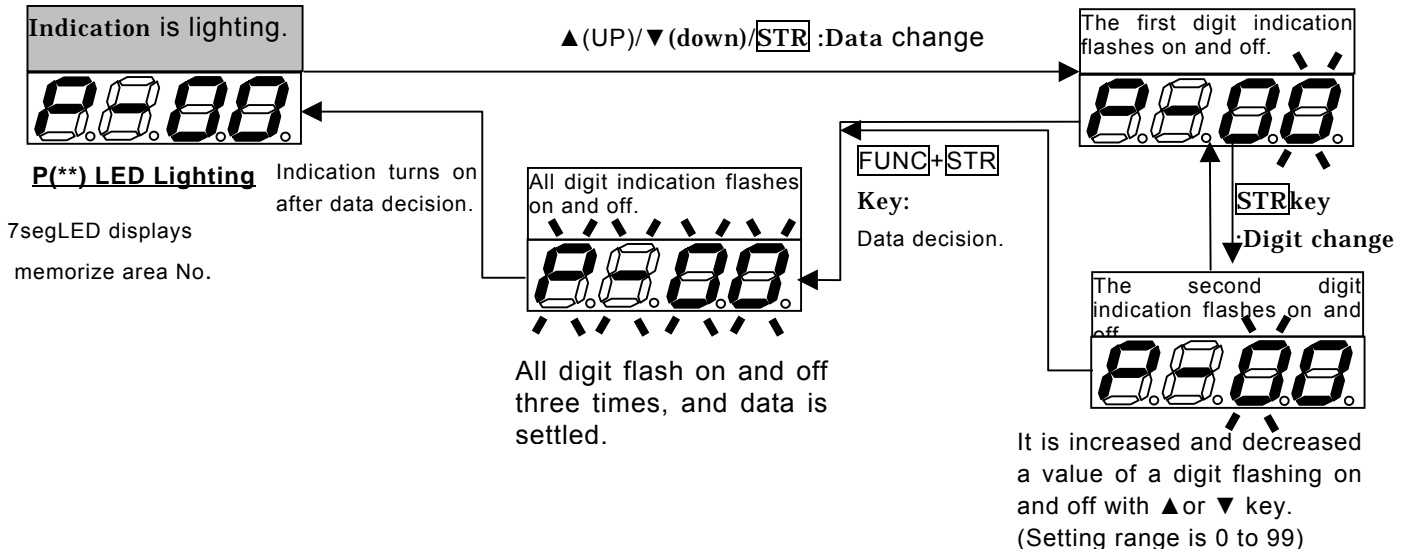 Indication is lighting.
P-00
P(**) LED Lighting
7segLED displays
memorize area No.
Indication turns on
after data decision.
▲(UP)/▼(down)/STR :Data change
The first digit indication
flashes on and off.
P-00
STRkey
:Digit change
The second digit
indication flashes on and
off
P-00
It is increased and decreased
a value of a digit flashing on
and off with ▲or ▼ key.
(Setting range is 0 to 99)
FUNC+STR
Key:
Data decision.
All digit indication flashes
on and off.
P-00
All digit flash on and off
three times, and data is
settled.